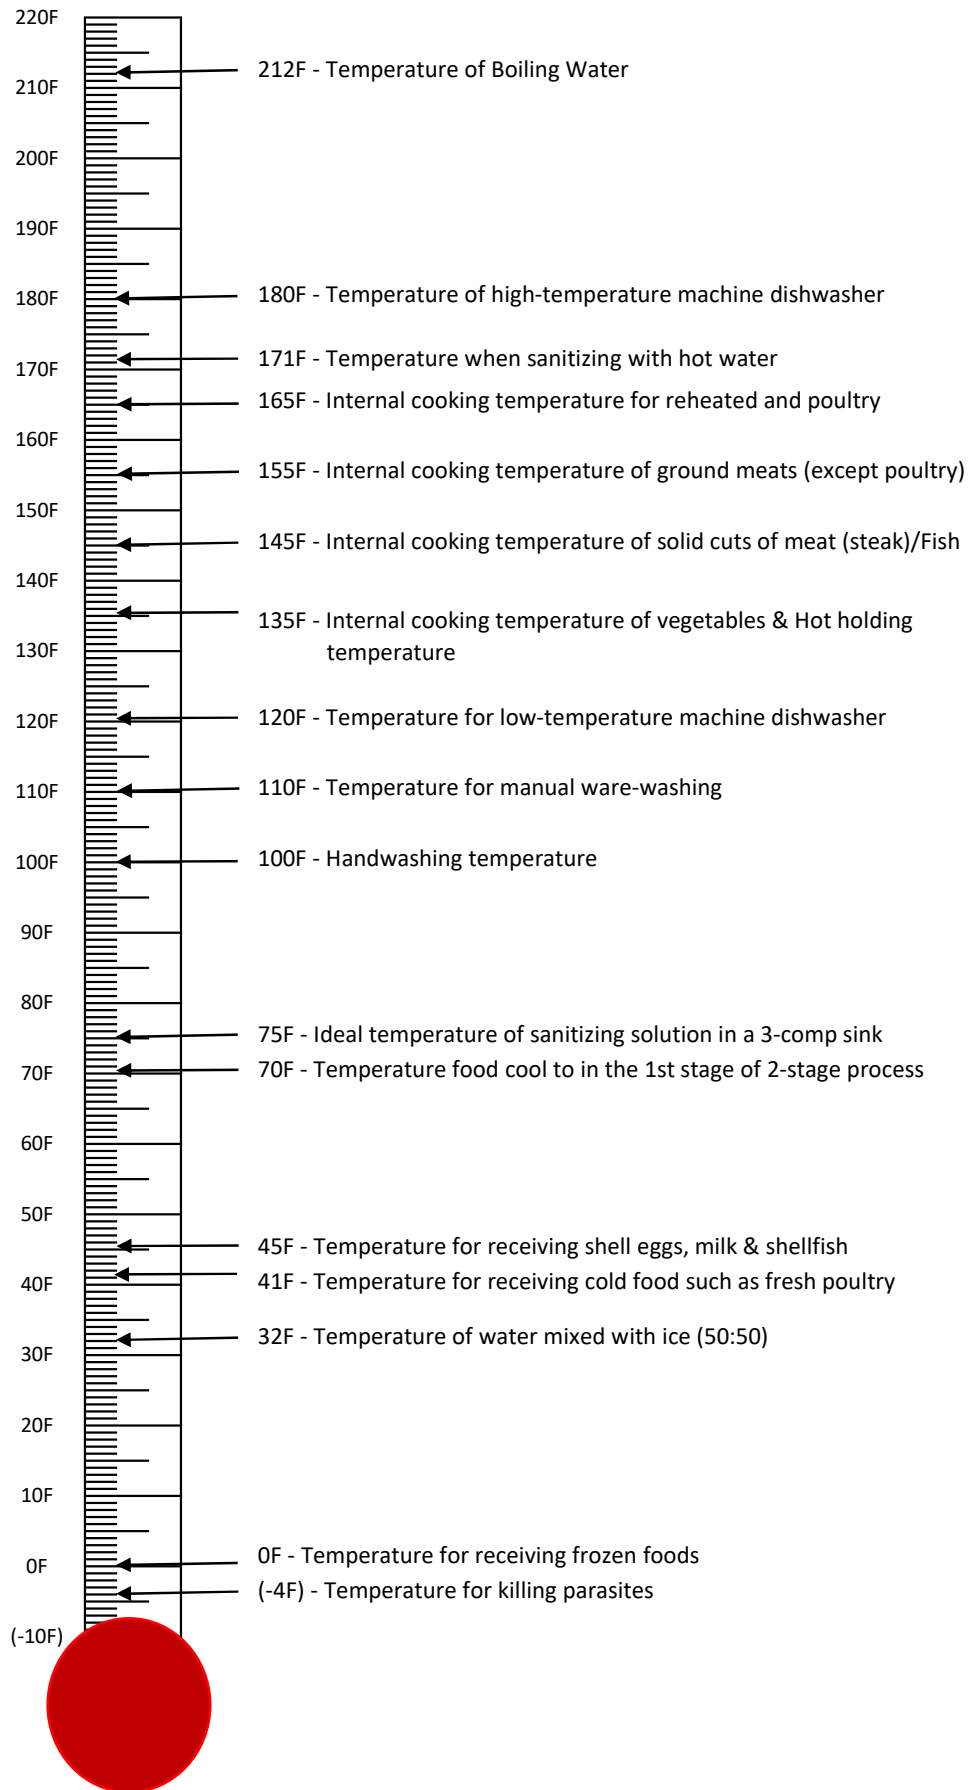 220F
212F - Temperature of Boiling Water
210F
200F
190F
180F - Temperature of high-temperature machine dishwasher
180F
171F - Temperature when sanitizing with hot water
170F
165F - Internal cooking temperature for reheated and poultry
160F
155F - Internal cooking temperature of ground meats (except poultry)
150F
145F - Internal cooking temperature of solid cuts of meat (steak)/Fish
140F
135F - Internal cooking temperature of vegetables & Hot holding
temperature
130F
120F - Temperature for low-temperature machine dishwasher
120F
110F - Temperature for manual ware-washing
110F
100F - Handwashing temperature
100F
90F
80F
75F - Ideal temperature of sanitizing solution in a 3-comp sink
70F - Temperature food cool to in the 1st stage of 2-stage process
70F
60F
50F
45F - Temperature for receiving shell eggs, milk & shellfish
41F - Temperature for receiving cold food such as fresh poultry
40F
32F - Temperature of water mixed with ice (50:50)
30F
20F
10F
0F - Temperature for receiving frozen foods
0F
(-4F) - Temperature for killing parasites
(-10F)